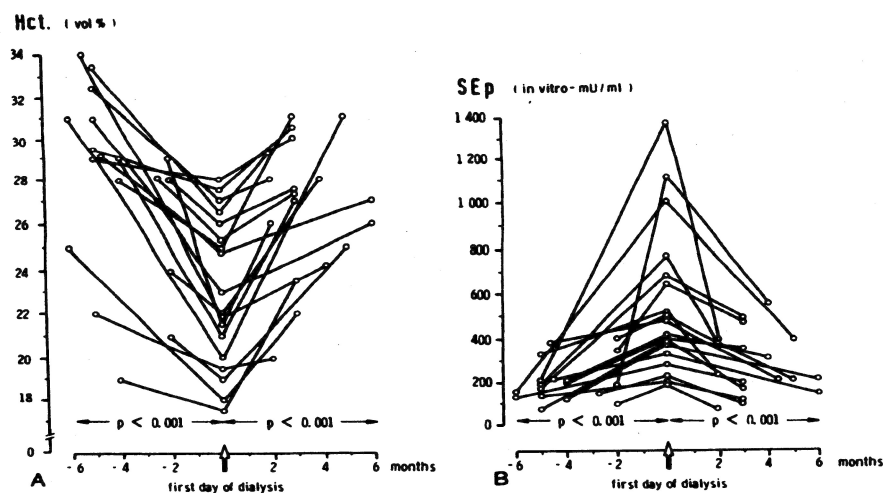 Hct. ( vol % )
34
32
30
28
26
24
22
20
18
0
p < 0.001 p < 0.001
-6 -4 -2 0 2 4 6 months
A first day of dialysis
SEp ( in vitro - mU / ml )
1 400
1 200
1 000
800
600
400
200
0
p < 0.001 p < 0.001
-6 -4 -2 0 2 4 6 months
B first day of dialysis